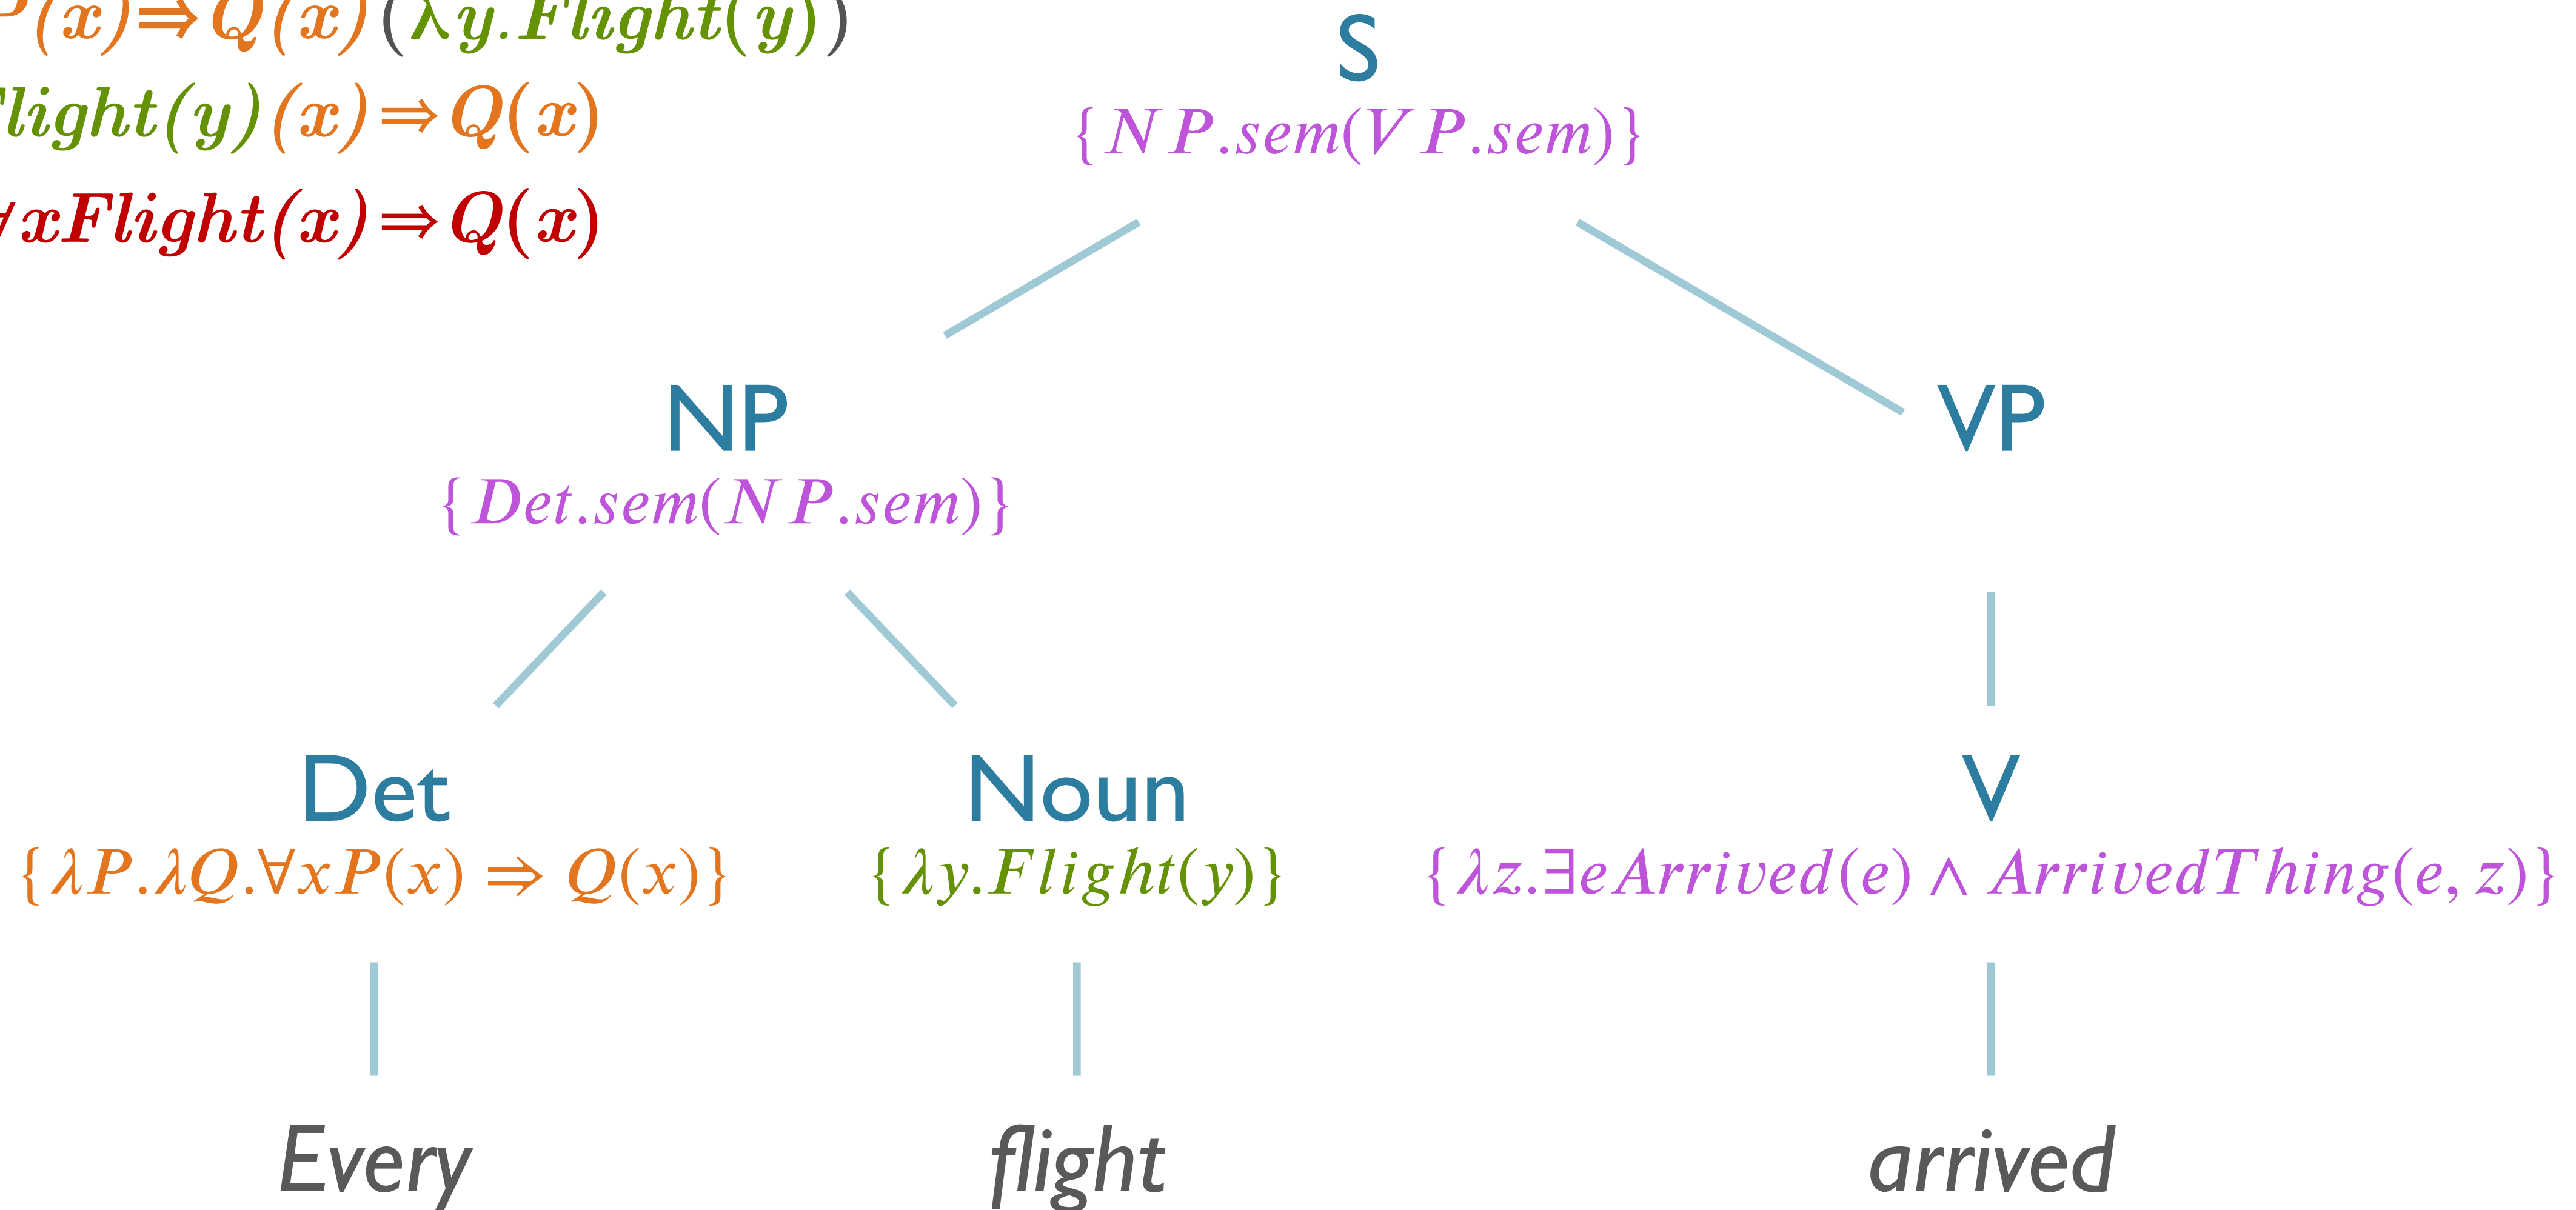 P(x)⇒Q(x)(λy.Flight(y))
Flight(y)(x)⇒Q(x)
∀xFlight(x)⇒Q(x)
S
{NP.sem(VP.sem)}
NP
VP
{Det.sem(NP.sem)}
Det
Noun
V
{λP.λQ.∀xP(x) ⇒ Q(x)}
{λy.Flight(y)}
{λz.∃eArrived(e) ∧ ArrivedThing(e, z)}
Every
flight
arrived